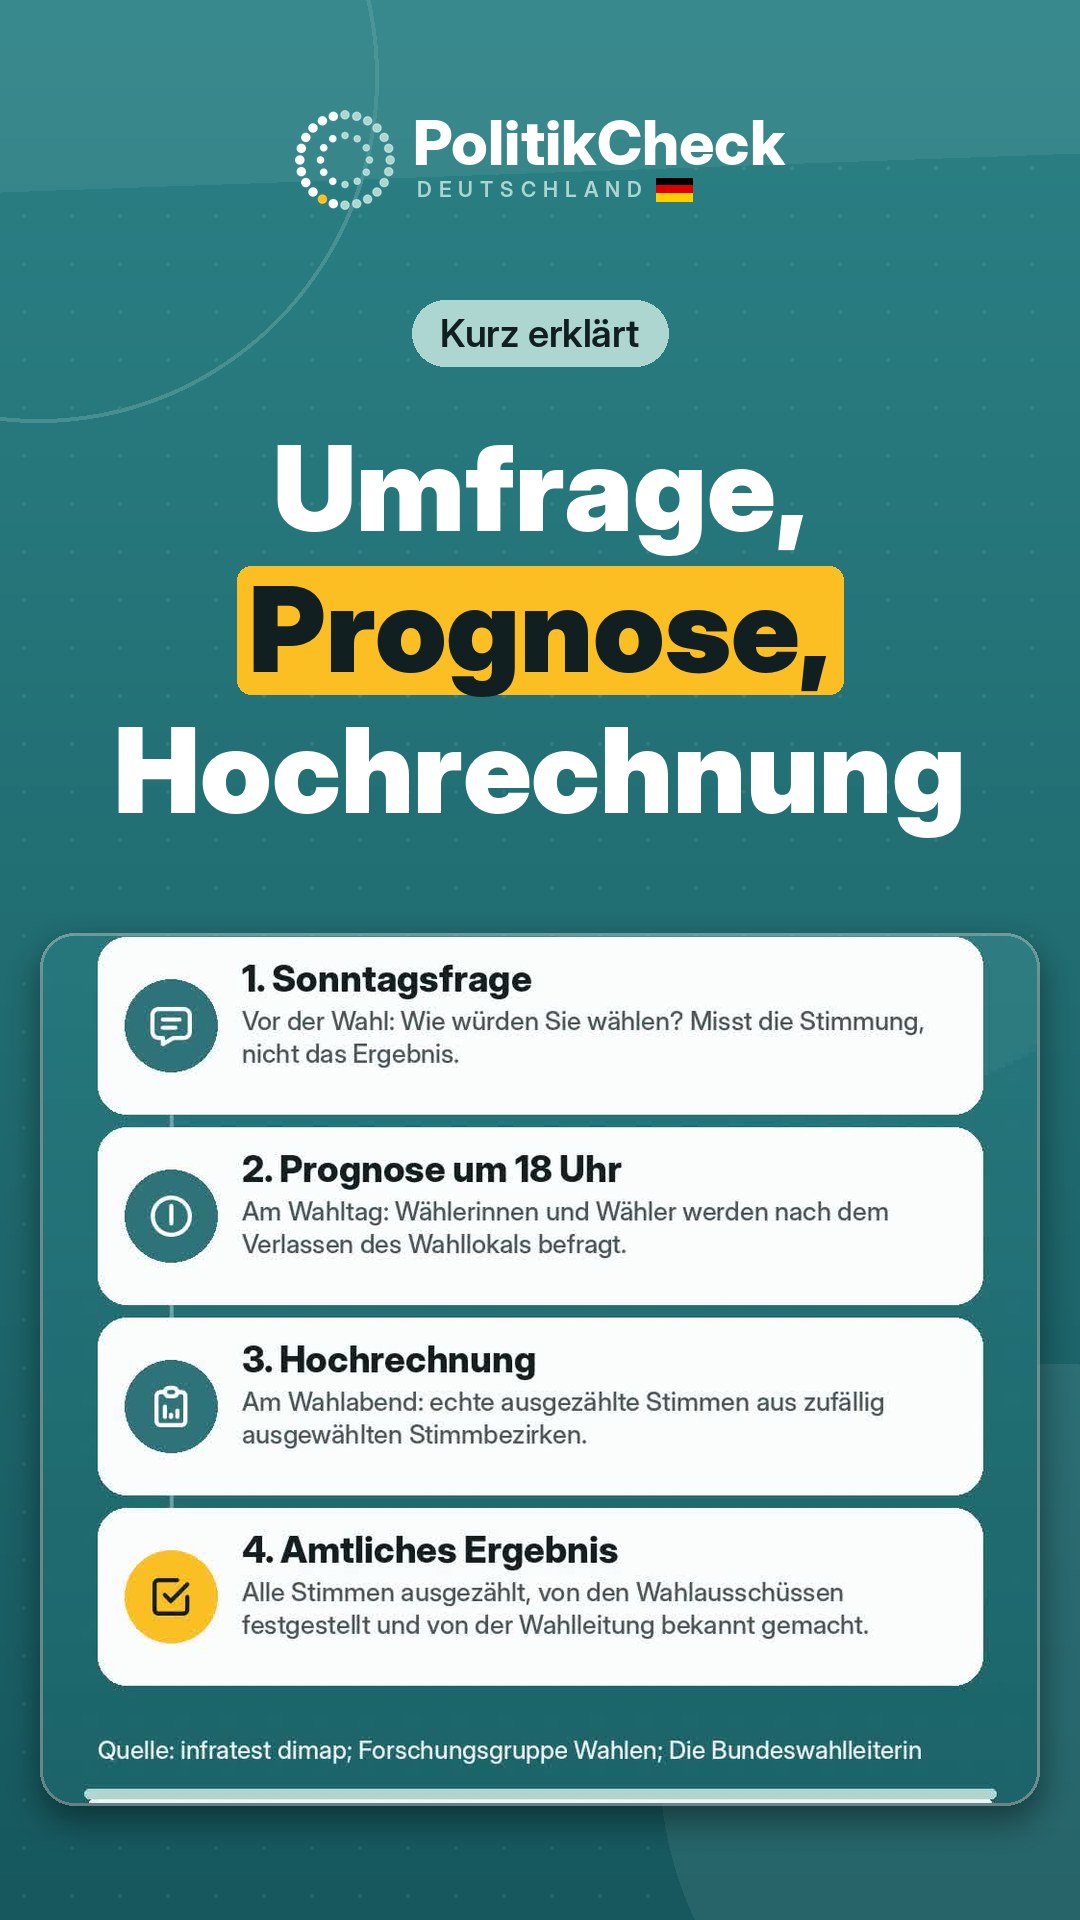 PolitikCheck
DEUTSCHLAND
Kurz erklärt
Umfrage,
Prognose,
Hochrechnung
1. Sonntagsfrage
Vor der Wahl: Wie würden Sie wählen? Misst die Stimmung,
nicht das Ergebnis.
2. Prognose um 18 Uhr
Am Wahltag: Wählerinnen und Wähler werden nach dem
Verlassen des Wahllokals befragt.
3. Hochrechnung
Am Wahlabend: echte ausgezählte Stimmen aus zufällig
ausgewählten Stimmbezirken.
4. Amtliches Ergebnis
Alle Stimmen ausgezählt, von den Wahlausschüssen
festgestellt und von der Wahlleitung bekannt gemacht.
Quelle: infratest dimap; Forschungsgruppe Wahlen; Die Bundeswahlleiterin